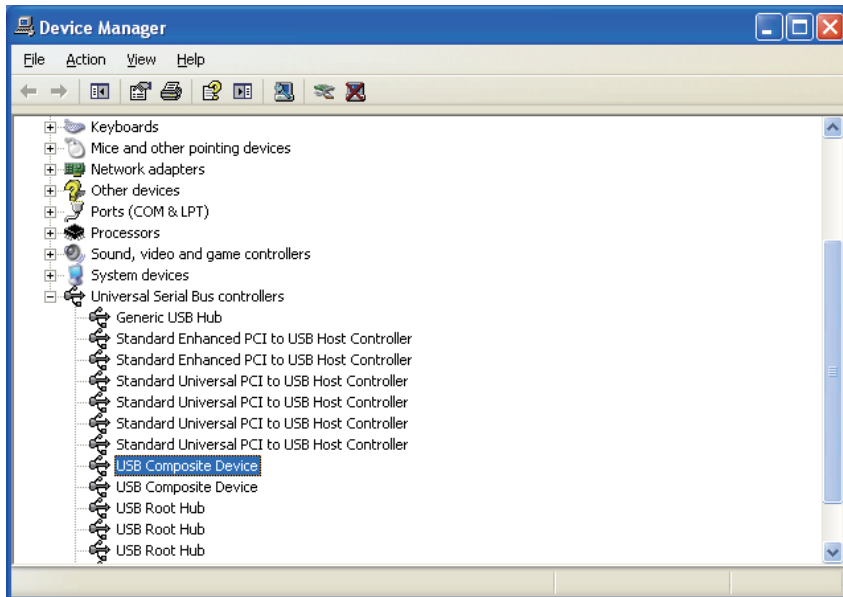 Device Manager
File Action View Help
Keyboards
Mice and other pointing devices
Network adapters
Other devices
Ports (COM & LPT)
Processors
Sound, video and game controllers
System devices
Universal Serial Bus controllers
Generic USB Hub
Standard Enhanced PCI to USB Host Controller
Standard Enhanced PCI to USB Host Controller
Standard Universal PCI to USB Host Controller
Standard Universal PCI to USB Host Controller
Standard Universal PCI to USB Host Controller
Standard Universal PCI to USB Host Controller
USB Composite Device
USB Composite Device
USB Root Hub
USB Root Hub
USB Root Hub